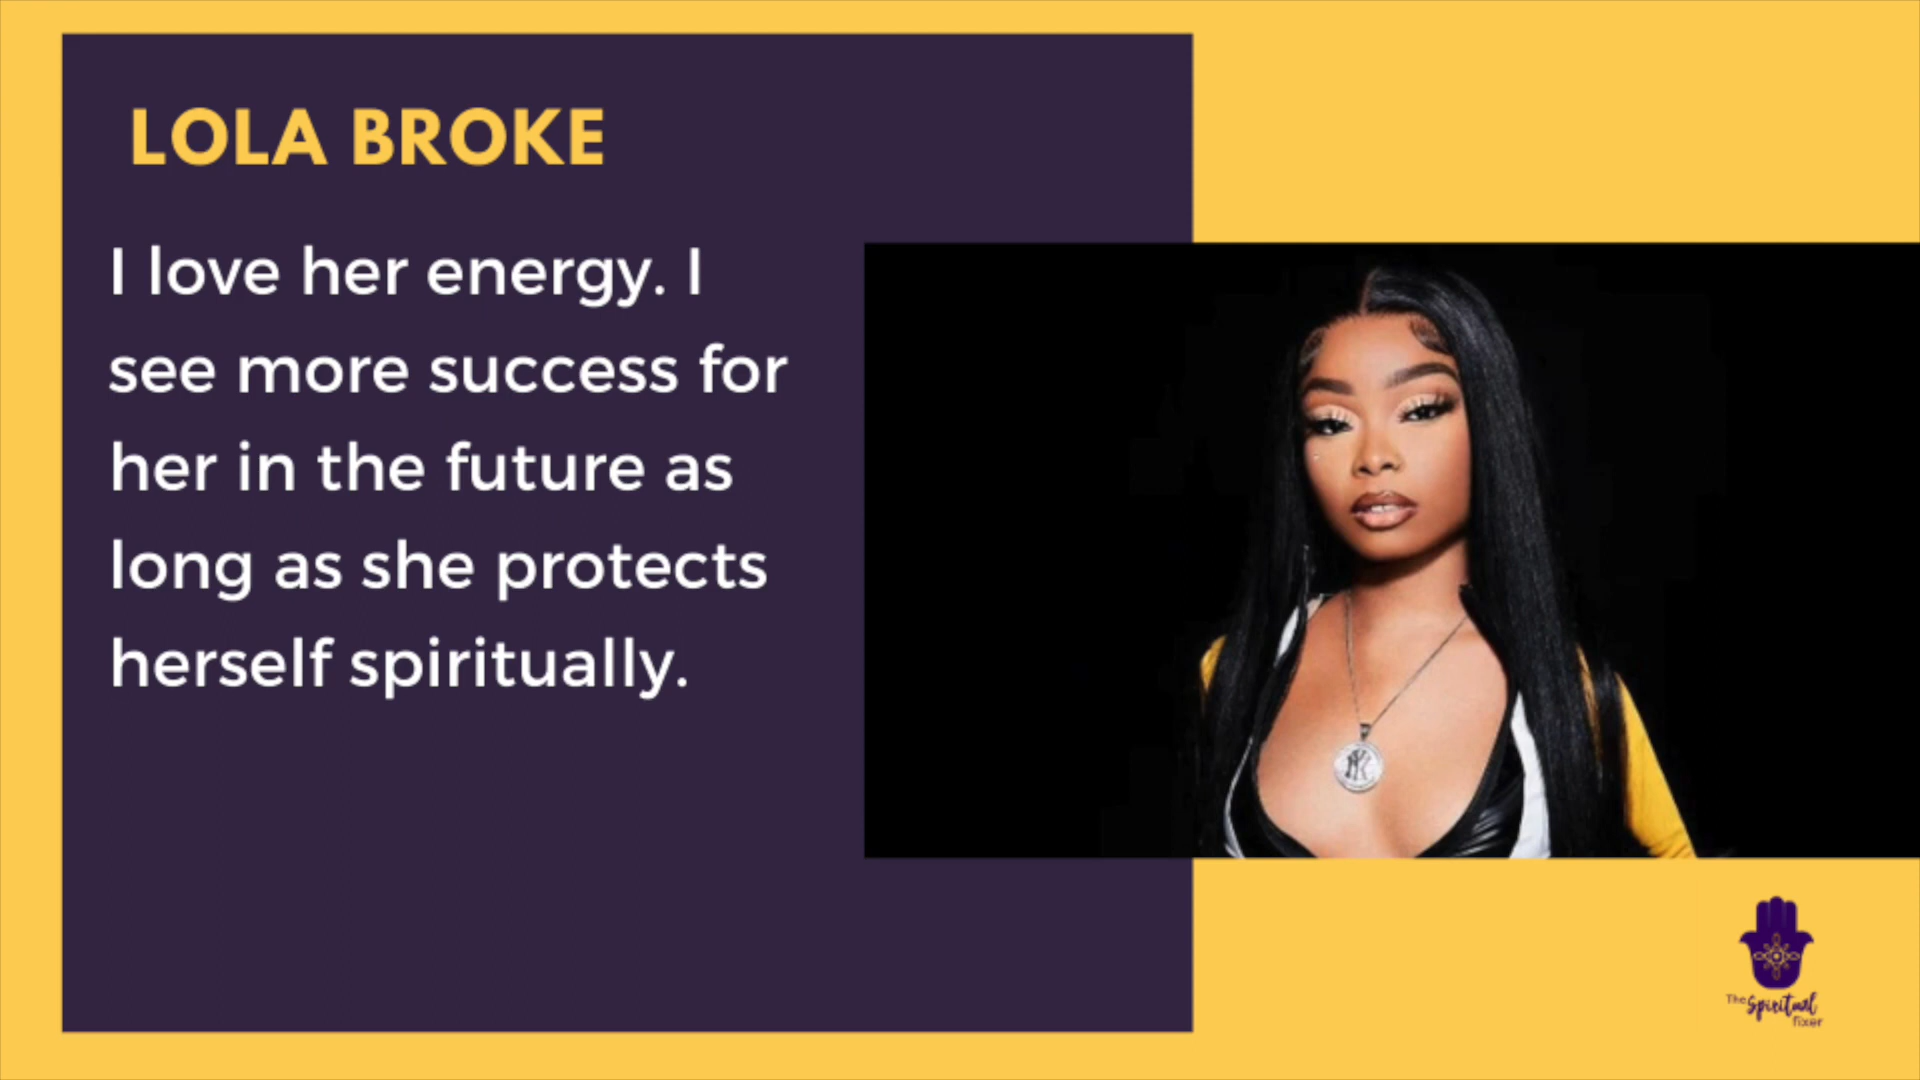 LOLA BROKE
I love her energy. I
see more success for
her in the future as
long as she protects
herself spiritually.
NY
The Spiritual
fixer